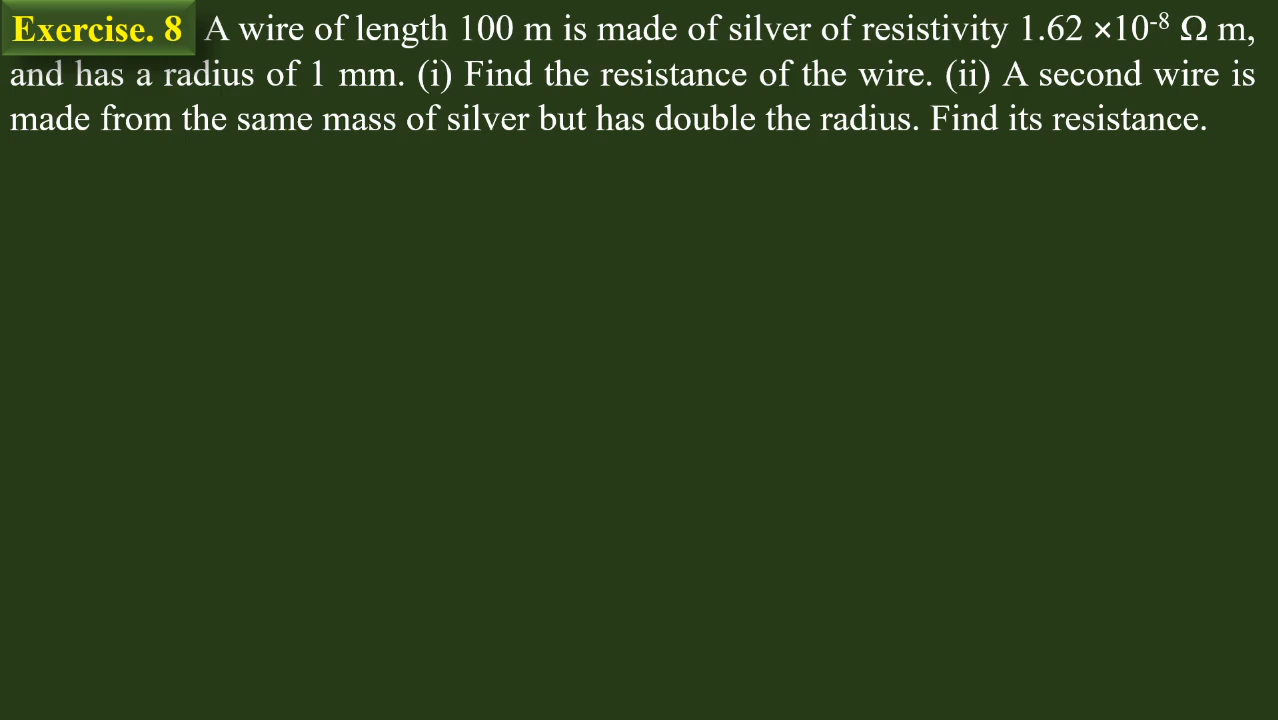 Exercise. 8 A wire of length 100 m is made of silver of resistivity 1.62 ×10⁻⁸ Ω m,
and has a radius of 1 mm. (i) Find the resistance of the wire. (ii) A second wire is
made from the same mass of silver but has double the radius. Find its resistance.